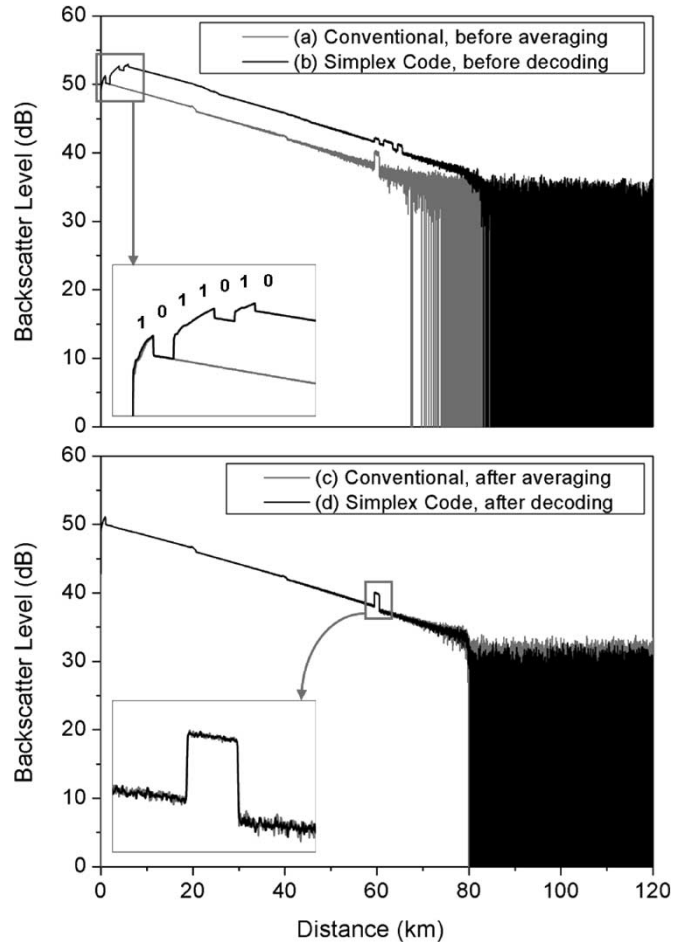 60
(a) Conventional, before averaging
(b) Simplex Code, before decoding
50
40
30
20
10
0
Backscatter Level (dB)
1 0 1 1 0 1 0
60
(c) Conventional, after averaging
(d) Simplex Code, after decoding
50
40
30
20
10
0
Backscatter Level (dB)
0 20 40 60 80 100 120
Distance (km)